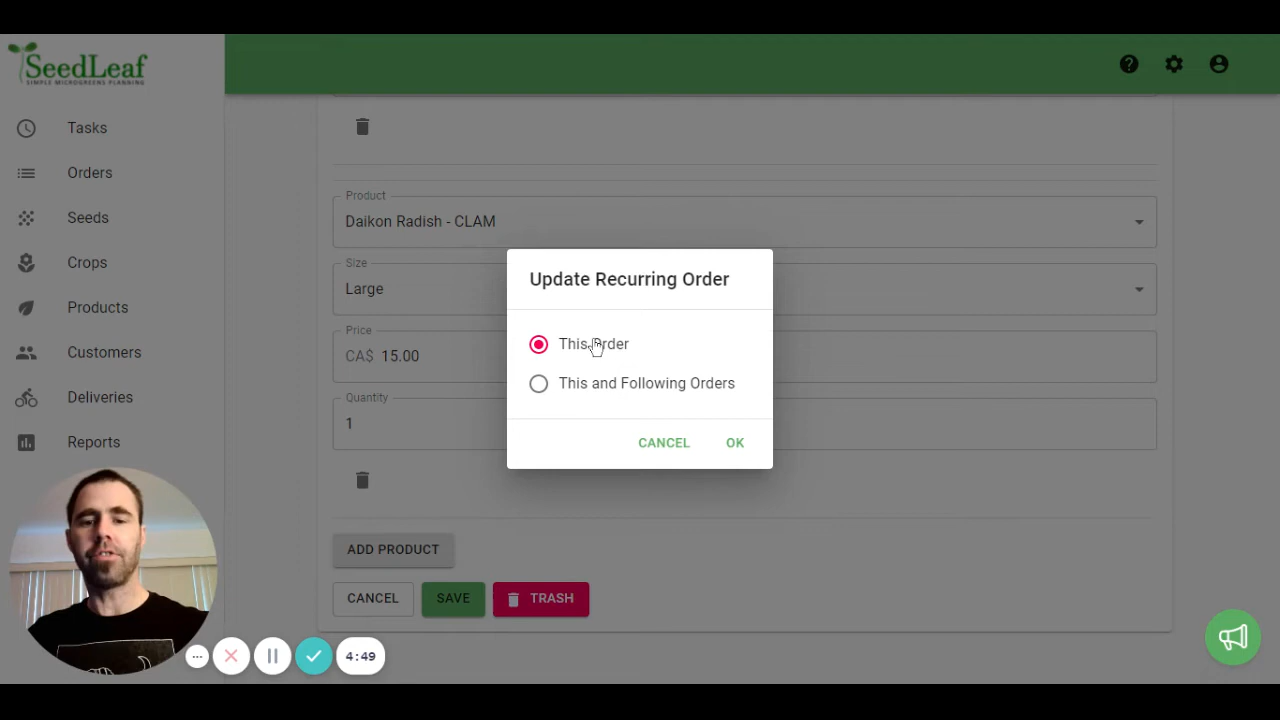 SeedLeaf
SIMPLE MICROGREENS PLANNING
Tasks
Orders
Seeds
Crops
Products
Customers
Deliveries
Reports
Product
Daikon Radish - CLAM
Size
Large
Price
CA$ 15.00
Quantity
1
Update Recurring Order
This Order
This and Following Orders
CANCEL
OK
ADD PRODUCT
CANCEL
SAVE
TRASH
4:49